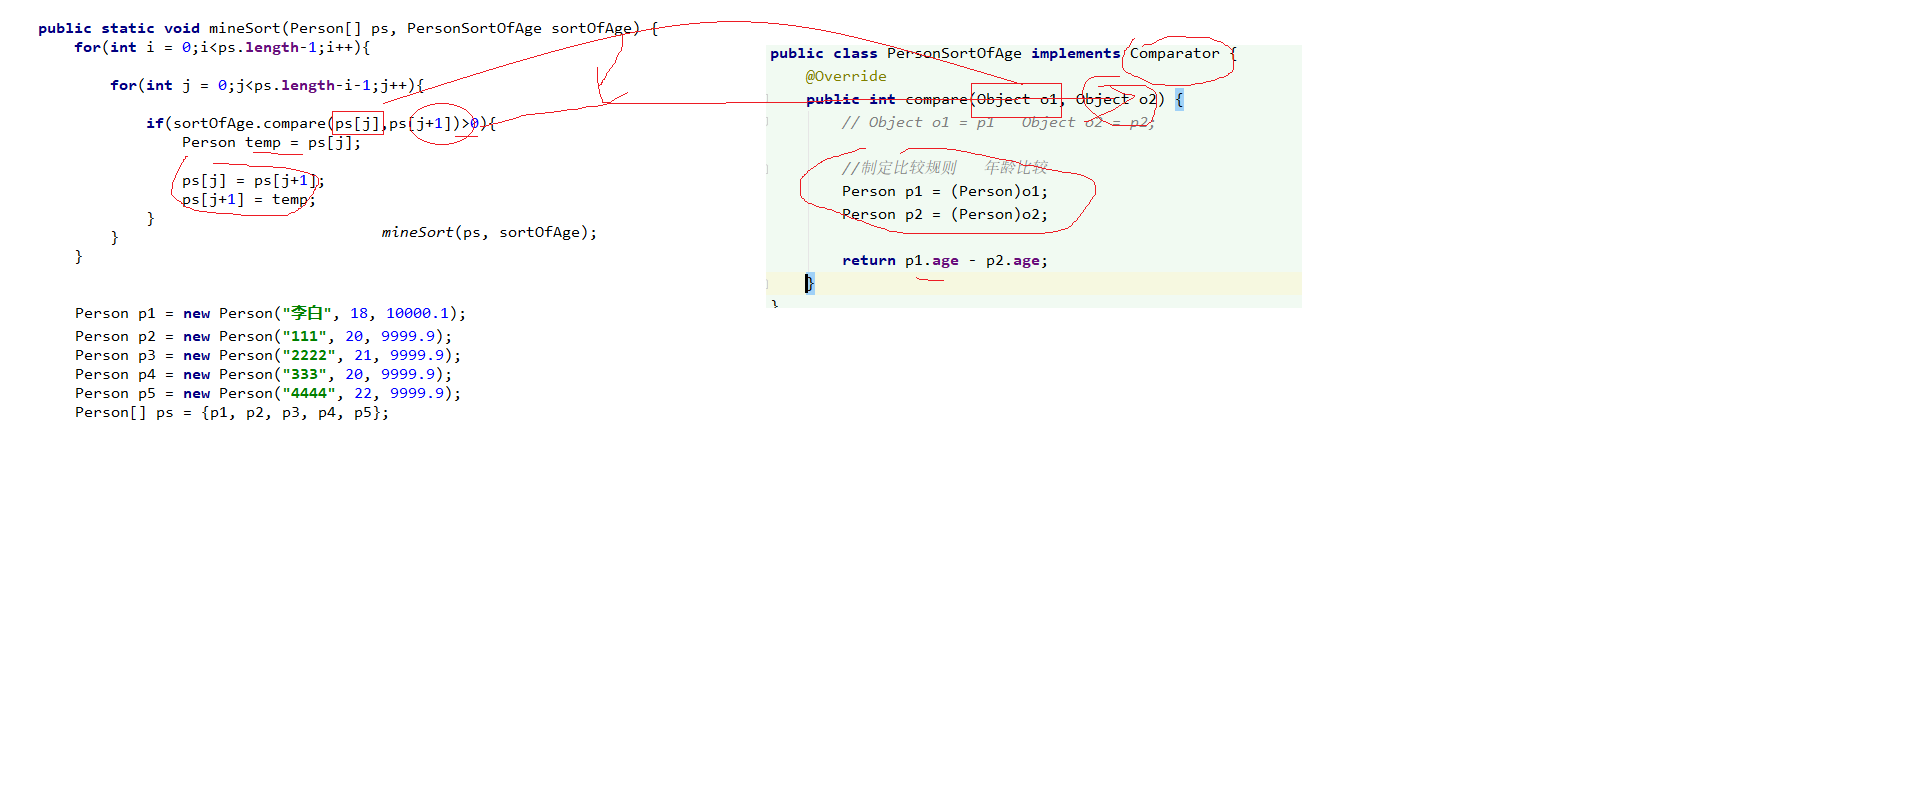 public static void mineSort(Person[] ps, PersonSortOfAge sortOfAge) {
for(int i = 0;i<ps.length-1;i++){
for(int j = 0;j<ps.length-i-1;j++){
if(sortOfAge.compare(ps[j],ps[j+1])>0){
Person temp = ps[j];
ps[j] = ps[j+1];
ps[j+1] = temp;
}
}
}
mineSort(ps, sortOfAge);
Person p1 = new Person("李白", 18, 10000.1);
Person p2 = new Person("111", 20, 9999.9);
Person p3 = new Person("2222", 21, 9999.9);
Person p4 = new Person("333", 20, 9999.9);
Person p5 = new Person("4444", 22, 9999.9);
Person[] ps = {p1, p2, p3, p4, p5};
public class PersonSortOfAge implements Comparator {
@Override
public int compare(Object o1, Object o2) {
// Object o1 = p1 Object o2 = p2;
//制定比较规则 年龄比较
Person p1 = (Person)o1;
Person p2 = (Person)o2;
return p1.age - p2.age;
}
}